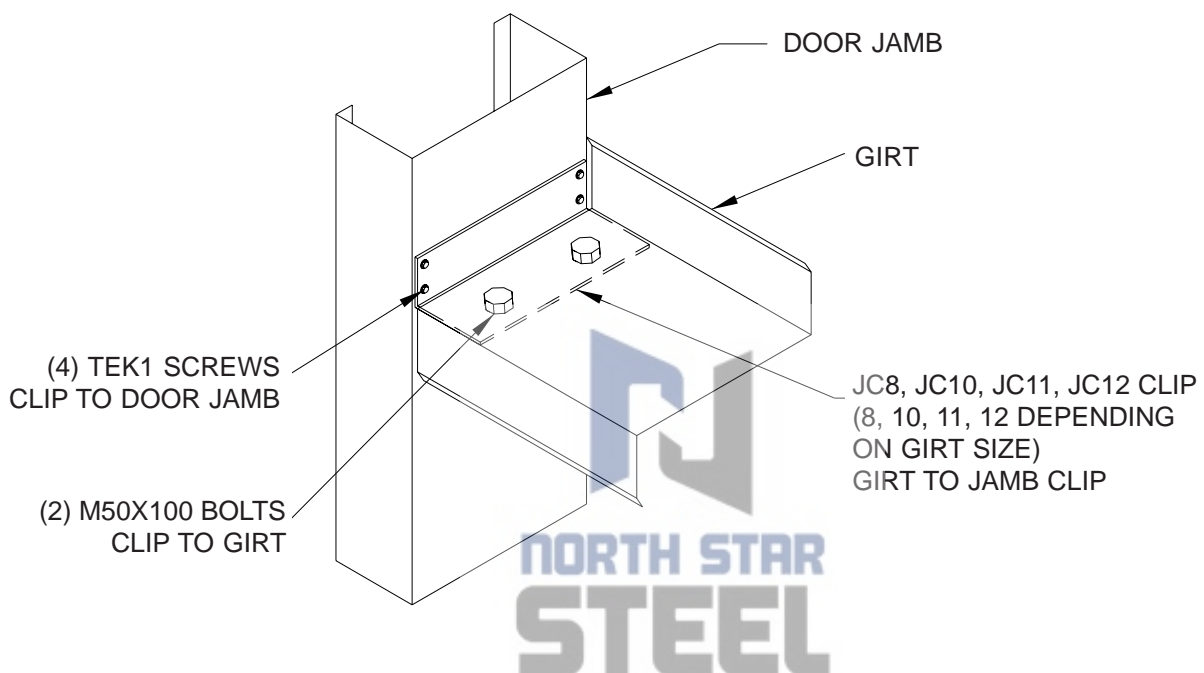 DOOR JAMB
GIRT
(4) TEK1 SCREWS
CLIP TO DOOR JAMB
JC8, JC10, JC11, JC12 CLIP
(8, 10, 11, 12 DEPENDING
ON GIRT SIZE)
GIRT TO JAMB CLIP
(2) M50X100 BOLTS
CLIP TO GIRT
NORTH STAR
STEEL